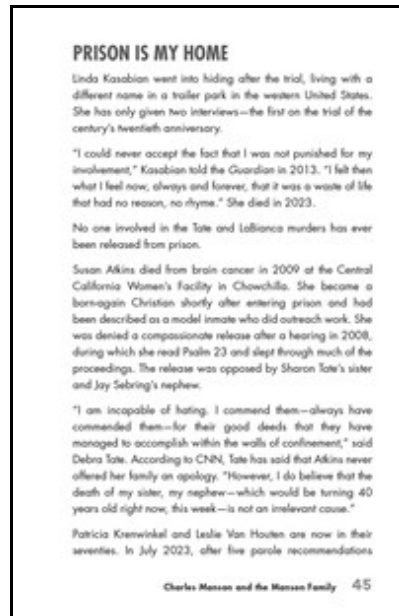 PRISON IS MY HOME
Linda Kasabian went into hiding after the trial, living with a
different name in a trailer park in the western United States.
She has only given two interviews—the first on the trial of the
century's twentieth anniversary.
"I could never accept the fact that I was not punished for my
involvement," Kasabian told the Guardian in 2013. "I felt then
what I feel now, always and forever, that it was a waste of life
that had no reason, no rhyme." She died in 2023.
No one involved in the Tate and LaBianca murders has ever
been released from prison.
Susan Atkins died from brain cancer in 2009 at the Central
California Women's Facility in Chowchilla. She became a
born-again Christian shortly after entering prison and had
been described as a model inmate who did outreach work. She
was denied a compassionate release after a hearing in 2008,
during which she read Psalm 23 and slept through much of the
proceedings. The release was opposed by Sharon Tate's sister
and Jay Sebring's nephew.
"I am incapable of hating. I commend them—always have
commended them—for their good deeds that they have
managed to accomplish within the walls of confinement," said
Debra Tate. According to CNN, Tate has said that Atkins never
offered her family an apology. "However, I do believe that the
death of my sister, my nephew—which would be turning 40
years old right now, this week—is not an irrelevant cause."
Patricia Krenwinkel and Leslie Van Houten are now in their
seventies. In July 2023, after five parole recommendations
Charles Manson and the Manson Family 45